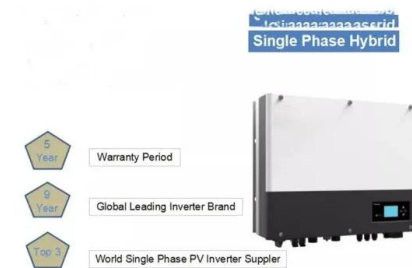 Single Phase Hybrid
5
Year
Warranty Period
9
Year
Global Leading Inverter Brand
Top 3
World Single Phase PV Inverter Suppler